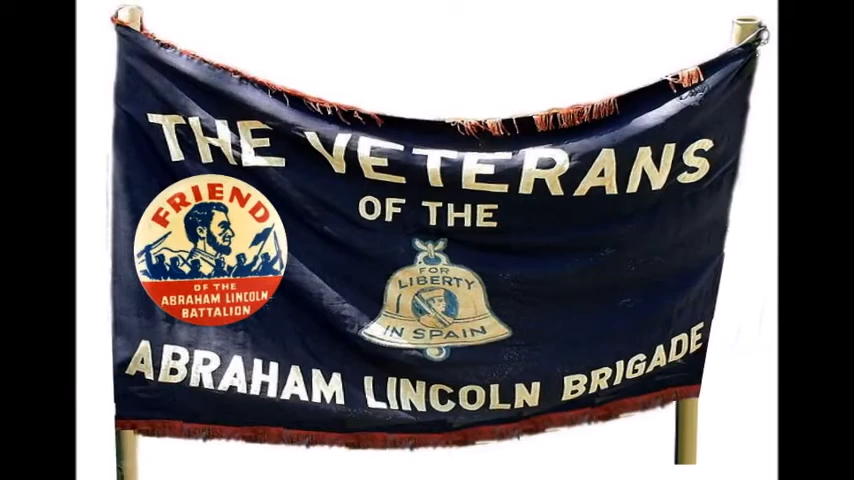 THE VETERANS
OF THE
FRIEND
OF THE
ABRAHAM LINCOLN
BATTALION
FOR
LIBERTY
IN SPAIN
ABRAHAM LINCOLN BRIGADE